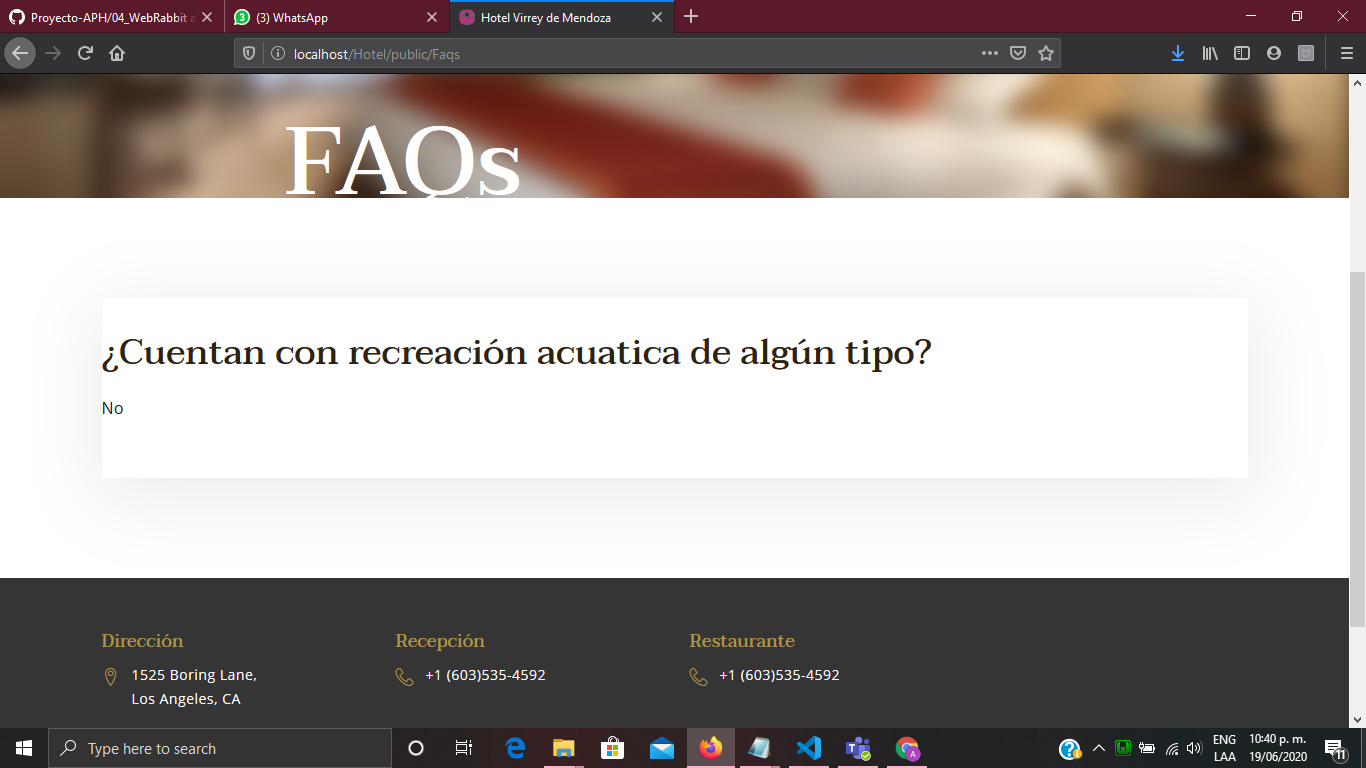 Proyecto-APH/04_WebRabbit a
3
(3) WhatsApp
Hotel Virrey de Mendoza
localhost/Hotel/public/Faqs
FAQs
¿Cuentan con recreación acuatica de algún tipo?
No
Dirección
1525 Boring Lane,
Los Angeles, CA
Recepción
+1 (603)535-4592
Restaurante
+1 (603)535-4592
Type here to search
A
ENG
LAA
10:40 p. m.
19/06/2020
11